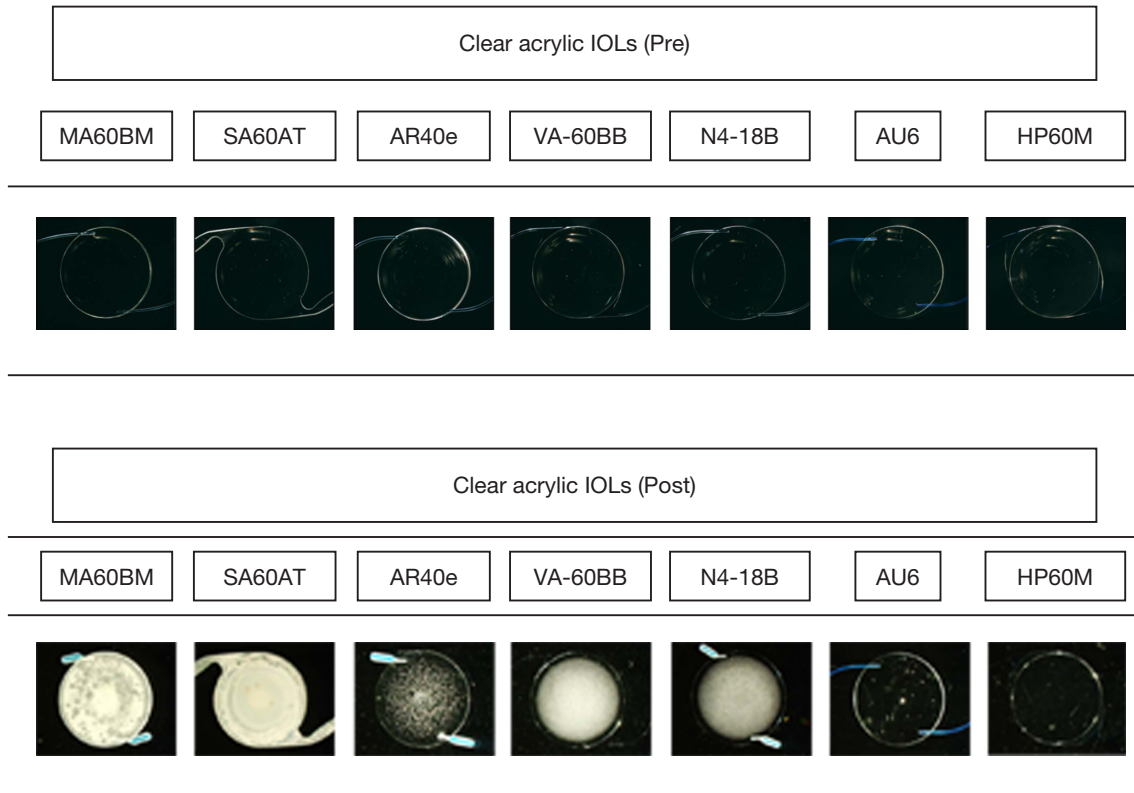 Clear acrylic IOLs (Pre)
MA60BM SA60AT AR40e VA-60BB N4-18B AU6 HP60M
Clear acrylic IOLs (Post)
MA60BM SA60AT AR40e VA-60BB N4-18B AU6 HP60M